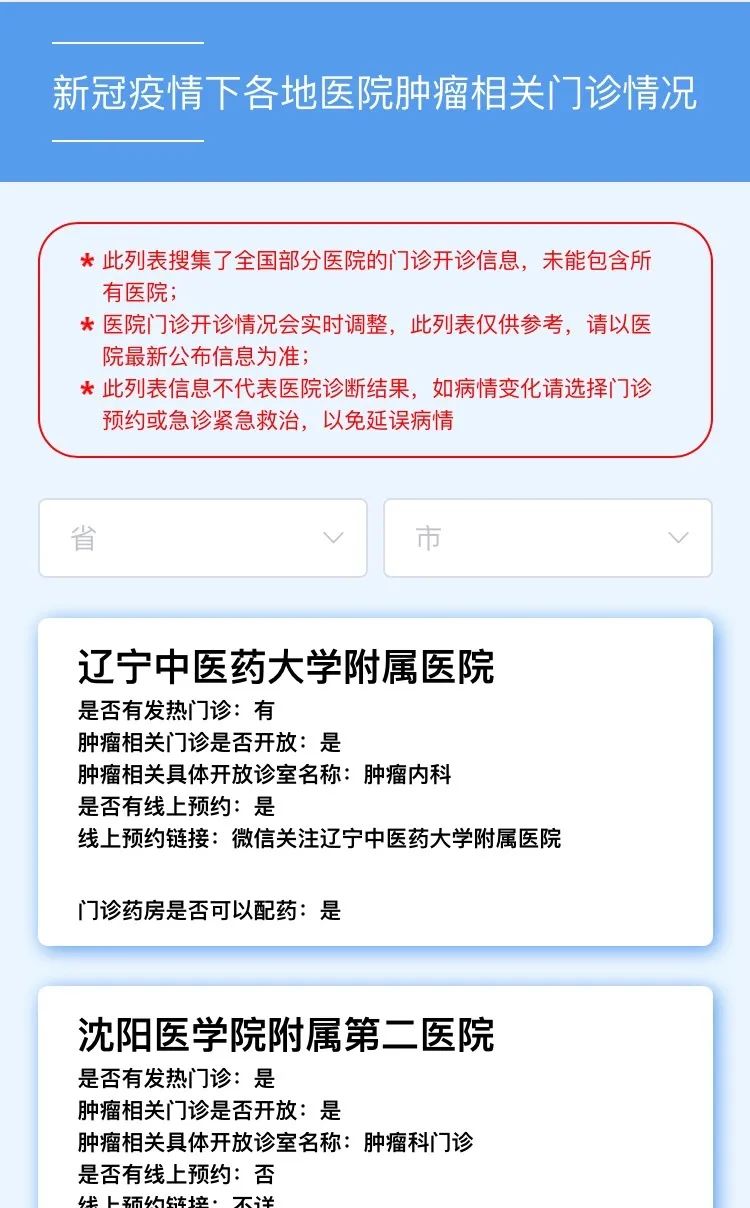 新冠疫情下各地医院肿瘤相关门诊情况
* 此列表搜集了全国部分医院的门诊开诊信息，未能包含所
有医院；
* 医院门诊开诊情况会实时调整，此列表仅供参考，请以医
院最新公布信息为准；
* 此列表信息不代表医院诊断结果，如病情变化请选择门诊
预约或急诊紧急救治，以免延误病情
省 市
辽宁中医药大学附属医院
是否有发热门诊：有
肿瘤相关门诊是否开放：是
肿瘤相关具体开放诊室名称：肿瘤内科
是否有线上预约：是
线上预约链接：微信关注辽宁中医药大学附属医院
门诊药房是否可以配药：是
沈阳医学院附属第二医院
是否有发热门诊：是
肿瘤相关门诊是否开放：是
肿瘤相关具体开放诊室名称：肿瘤科门诊
是否有线上预约：否
线上预约链接：不详